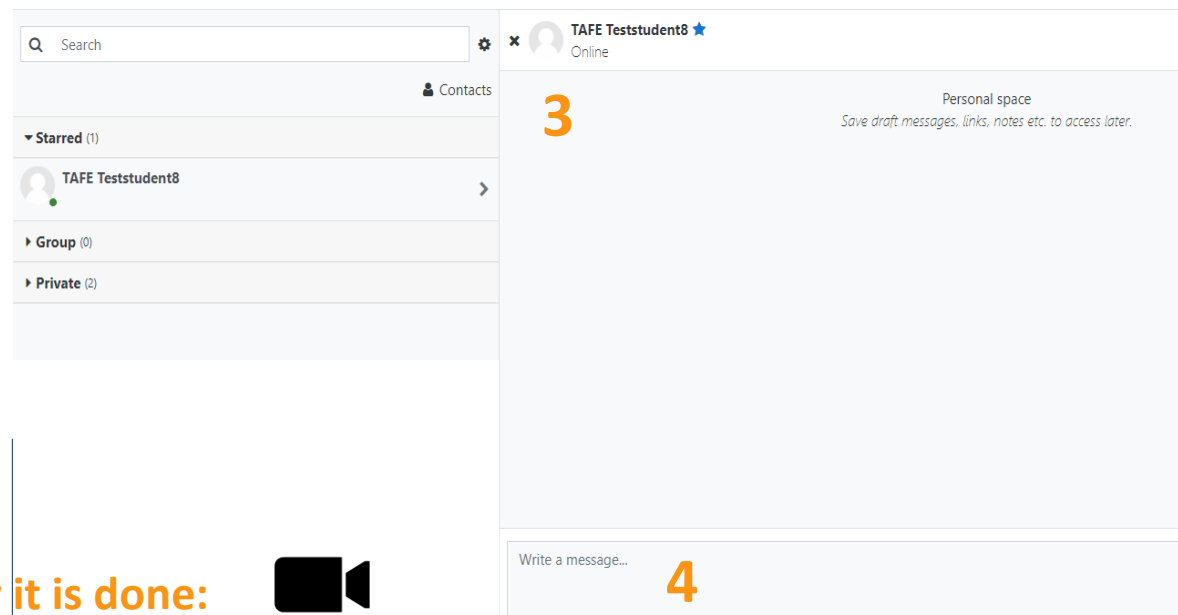 Search
Contacts
Starred (1)
TAFE Teststudent8
Group (0)
Private (2)
TAFE Teststudent8
Online
3
Personal space
Save draft messages, links, notes etc. to access later.
Write a message...
4
it is done: